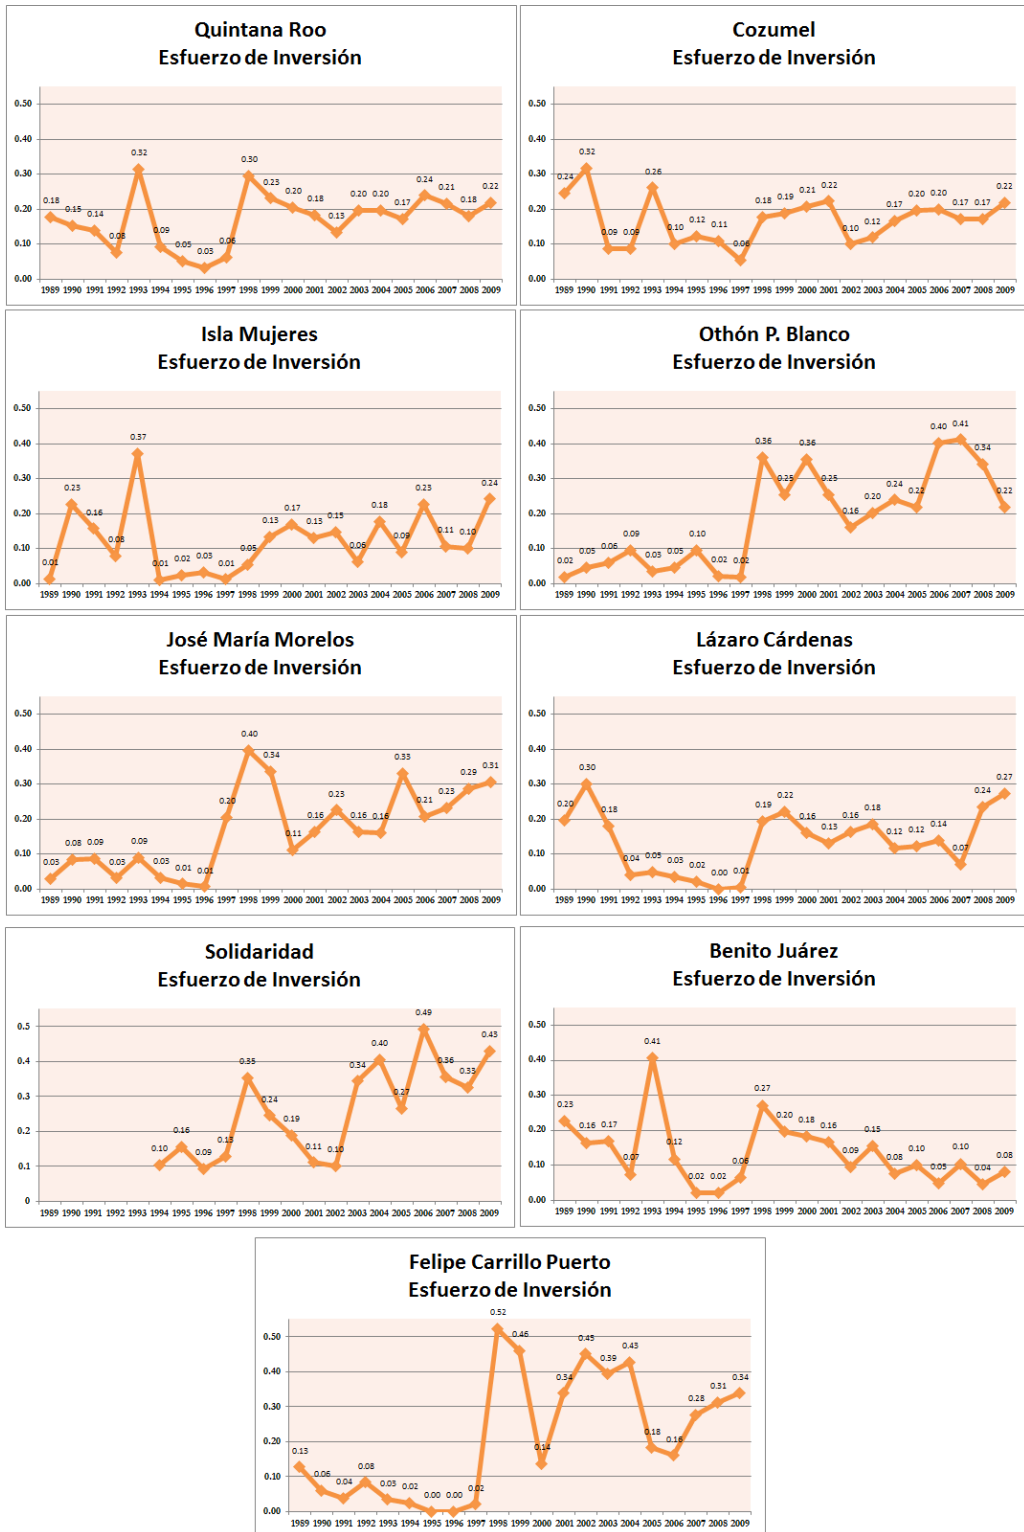 Quintana Roo
Esfuerzo de Inversión
0.50
0.40
0.30
0.20
0.10
0.00
0.18 0.15 0.14 0.08 0.32 0.09 0.05 0.03 0.06 0.30 0.23 0.20 0.18 0.13 0.20 0.20 0.17 0.24 0.21 0.18 0.22
1989 1990 1991 1992 1993 1994 1995 1996 1997 1998 1999 2000 2001 2002 2003 2004 2005 2006 2007 2008 2009
Cozumel
Esfuerzo de Inversión
0.50
0.40
0.30
0.20
0.10
0.00
0.24 0.32 0.09 0.09 0.26 0.10 0.12 0.11 0.06 0.18 0.19 0.21 0.22 0.10 0.12 0.17 0.20 0.20 0.17 0.17 0.22
1989 1990 1991 1992 1993 1994 1995 1996 1997 1998 1999 2000 2001 2002 2003 2004 2005 2006 2007 2008 2009
Isla Mujeres
Esfuerzo de Inversión
0.50
0.40
0.30
0.20
0.10
0.00
0.01 0.23 0.16 0.08 0.37 0.01 0.02 0.03 0.01 0.05 0.13 0.17 0.13 0.15 0.06 0.18 0.09 0.23 0.11 0.10 0.24
1989 1990 1991 1992 1993 1994 1995 1996 1997 1998 1999 2000 2001 2002 2003 2004 2005 2006 2007 2008 2009
Othón P. Blanco
Esfuerzo de Inversión
0.50
0.40
0.30
0.20
0.10
0.00
0.02 0.05 0.06 0.09 0.03 0.05 0.10 0.02 0.02 0.36 0.25 0.36 0.25 0.16 0.20 0.24 0.22 0.40 0.41 0.34 0.22
1989 1990 1991 1992 1993 1994 1995 1996 1997 1998 1999 2000 2001 2002 2003 2004 2005 2006 2007 2008 2009
José María Morelos
Esfuerzo de Inversión
0.50
0.40
0.30
0.20
0.10
0.00
0.03 0.08 0.09 0.03 0.09 0.03 0.01 0.01 0.20 0.40 0.34 0.11 0.16 0.23 0.16 0.16 0.33 0.21 0.23 0.29 0.31
1989 1990 1991 1992 1993 1994 1995 1996 1997 1998 1999 2000 2001 2002 2003 2004 2005 2006 2007 2008 2009
Lázaro Cárdenas
Esfuerzo de Inversión
0.50
0.40
0.30
0.20
0.10
0.00
0.20 0.30 0.18 0.04 0.05 0.03 0.02 0.00 0.01 0.19 0.22 0.16 0.13 0.16 0.18 0.12 0.12 0.14 0.07 0.24 0.27
1989 1990 1991 1992 1993 1994 1995 1996 1997 1998 1999 2000 2001 2002 2003 2004 2005 2006 2007 2008 2009
Solidaridad
Esfuerzo de Inversión
0.5
0.4
0.3
0.2
0.1
0
0.10 0.16 0.09 0.13 0.35 0.24 0.19 0.11 0.10 0.34 0.40 0.27 0.49 0.36 0.33 0.43
1989 1990 1991 1992 1993 1994 1995 1996 1997 1998 1999 2000 2001 2002 2003 2004 2005 2006 2007 2008 2009
Benito Juárez
Esfuerzo de Inversión
0.50
0.40
0.30
0.20
0.10
0.00
0.23 0.16 0.17 0.07 0.41 0.12 0.02 0.02 0.06 0.27 0.20 0.18 0.16 0.09 0.15 0.08 0.10 0.05 0.10 0.04 0.08
1989 1990 1991 1992 1993 1994 1995 1996 1997 1998 1999 2000 2001 2002 2003 2004 2005 2006 2007 2008 2009
Felipe Carrillo Puerto
Esfuerzo de Inversión
0.50
0.40
0.30
0.20
0.10
0.00
0.13 0.06 0.04 0.08 0.03 0.02 0.00 0.00 0.02 0.52 0.46 0.14 0.34 0.45 0.39 0.43 0.18 0.16 0.28 0.31 0.34
1989 1990 1991 1992 1993 1994 1995 1996 1997 1998 1999 2000 2001 2002 2003 2004 2005 2006 2007 2008 2009